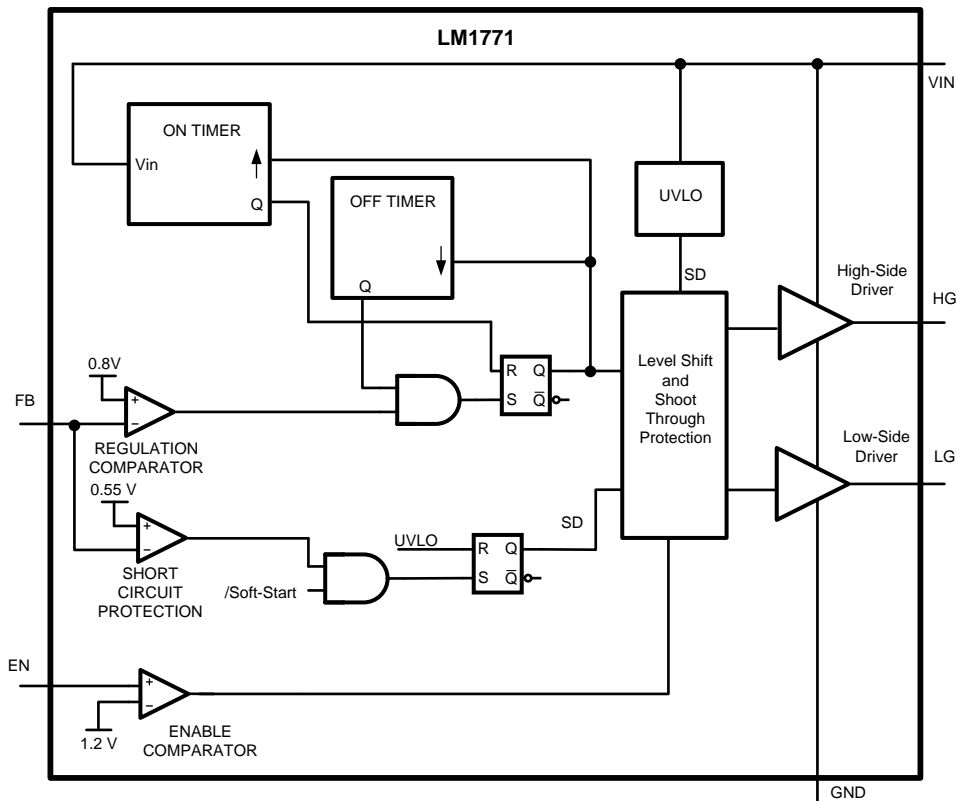 LM1771
VIN
ON TIMER
Vin
Q
OFF TIMER
Q
UVLO
SD
High-Side
Driver
HG
Level Shift
and
Shoot
Through
Protection
0.8V
+
−
FB
REGULATION
COMPARATOR
R Q
S Q̅
Low-Side
Driver
LG
0.55 V
+
−
SHORT
CIRCUIT
PROTECTION
/Soft-Start
UVLO
SD
R Q
S Q̅
EN
+
−
1.2 V
ENABLE
COMPARATOR
GND